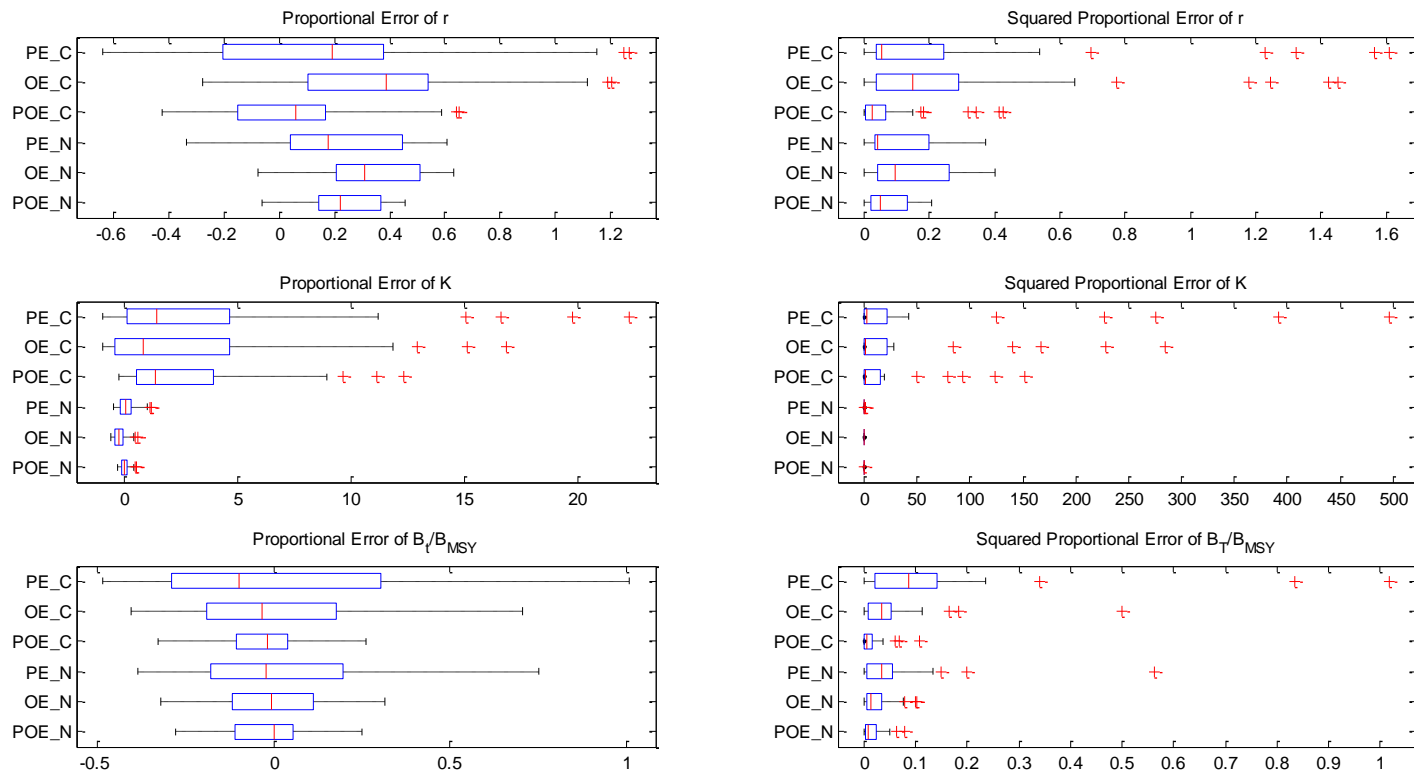 Proportional Error of r
PE_C
OE_C
POE_C
PE_N
OE_N
POE_N
-0.6 -0.4 -0.2 0 0.2 0.4 0.6 0.8 1 1.2
Squared Proportional Error of r
PE_C
OE_C
POE_C
PE_N
OE_N
POE_N
0 0.2 0.4 0.6 0.8 1 1.2 1.4 1.6
Proportional Error of K
PE_C
OE_C
POE_C
PE_N
OE_N
POE_N
0 5 10 15 20
Squared Proportional Error of K
PE_C
OE_C
POE_C
PE_N
OE_N
POE_N
0 50 100 150 200 250 300 350 400 450 500
Proportional Error of B_t/B_MSY
PE_C
OE_C
POE_C
PE_N
OE_N
POE_N
-0.5 0 0.5 1
Squared Proportional Error of B_T/B_MSY
PE_C
OE_C
POE_C
PE_N
OE_N
POE_N
0 0.1 0.2 0.3 0.4 0.5 0.6 0.7 0.8 0.9 1